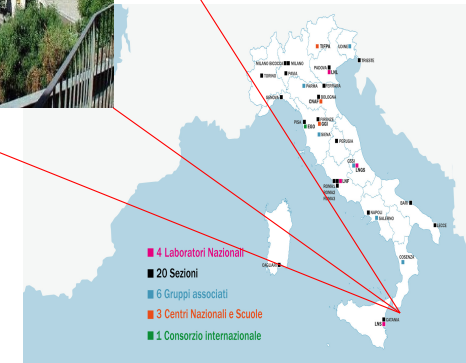 TIFPA
UDINE
MILANO BICOCCA
MILANO
PADOVA
TRIESTE
LNL
TORINO
PAVIA
PARMA
FERRARA
GENOVA
BOLOGNA
CNAF
PISA
FIRENZE
EGO
GGI
SIENA
PERUGIA
GSSI
LNGS
ROMA1
LNF
ROMA2
ROMA3
BARI
NAPOLI
SALERNO
LECCE
COSENZA
CAGLIARI
4 Laboratori Nazionali
20 Sezioni
6 Gruppi associati
3 Centri Nazionali e Scuole
1 Consorzio internazionale
CATANIA
LNS